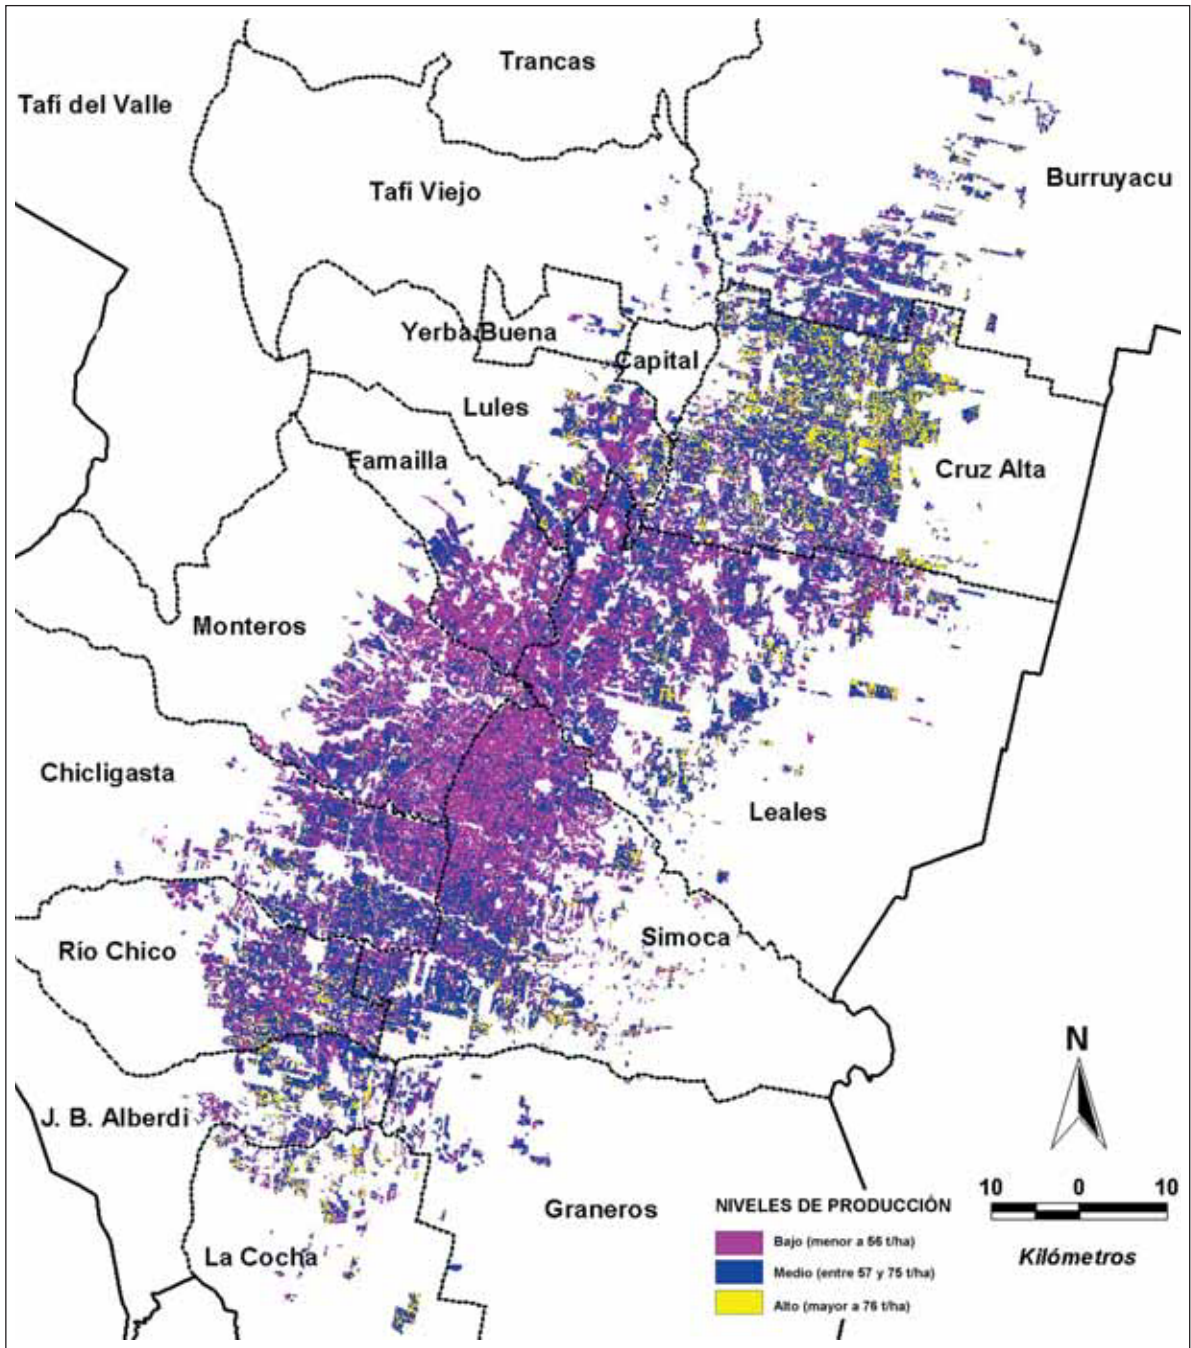 Trancas
Tafí del Valle
Burruyacu
Tafí Viejo
Yerba Buena
Capital
Lules
Famailla
Cruz Alta
Monteros
Chicligasta
Leales
Simoca
Río Chico
N
J. B. Alberdi
10 0 10
Kilómetros
Graneros
La Cocha
NIVELES DE PRODUCCIÓN
Bajo (menor a 56 t/ha)
Medio (entre 57 y 75 t/ha)
Alto (mayor a 76 t/ha)